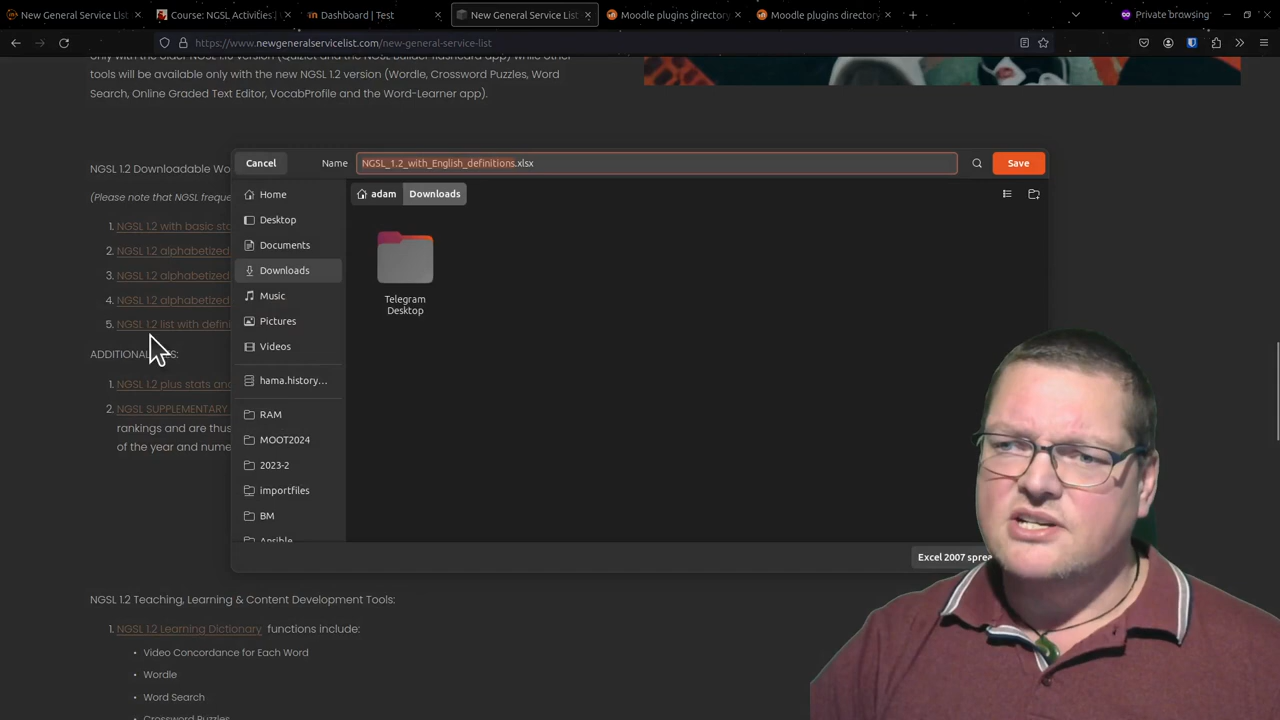 New General Service List
Course: NGSL Activities
Dashboard | Test
New General Service List
Moodle plugins directory
Moodle plugins directory
Private browsing
https://www.newgeneralservicelist.com/new-general-service-list
tools will be available only with the new NGSL 1.2 version (Wordle, Crossword Puzzles, Word
Search, Online Graded Text Editor, VocabProfile and the Word-Learner app).
NGSL 1.2 Downloadable Wo
(Please note that NGSL freque
1. NGSL 1.2 with basic sta
2. NGSL 1.2 alphabetized
3. NGSL 1.2 alphabetized
4. NGSL 1.2 alphabetized
5. NGSL 1.2 list with defini
ADDITIONAL
S:
1. NGSL 1.2 plus stats and
2. NGSL SUPPLEMENTARY
rankings and are thus
of the year and nume
Cancel
Name
NGSL_1.2_with_English_definitions.xlsx
Save
Home
Desktop
Documents
Downloads
Music
Pictures
Videos
hama.history...
RAM
MOOT2024
2023-2
importfiles
BM
Ansible
adam
Downloads
Telegram
Desktop
Excel 2007 sprea
NGSL 1.2 Teaching, Learning & Content Development Tools:
1. NGSL 1.2 Learning Dictionary functions include:
• Video Concordance for Each Word
• Wordle
• Word Search
• Crossword Puzzles